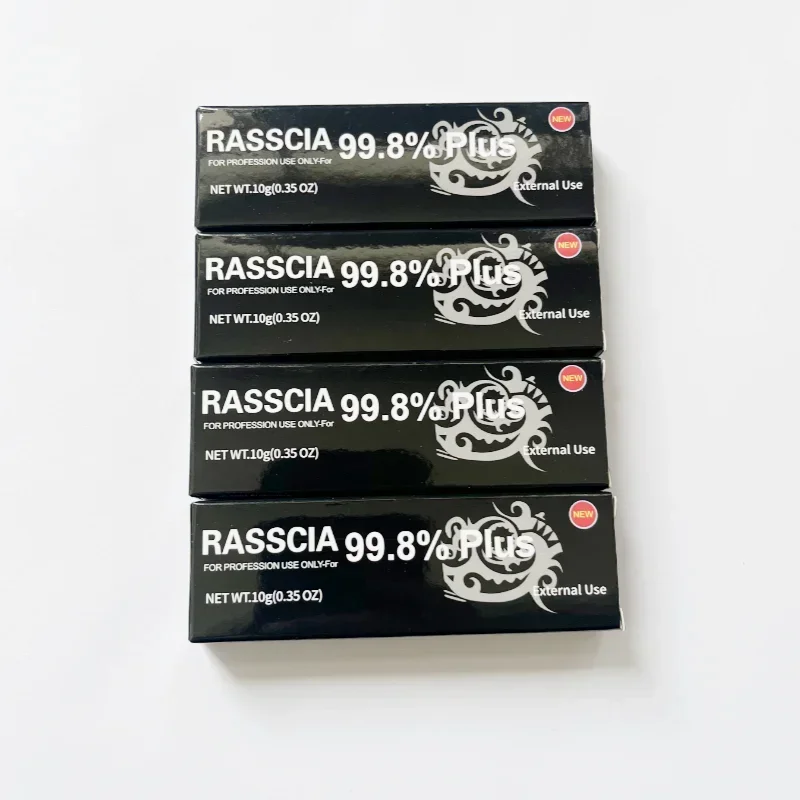 NEW
RASSCIA 99.8% Plus
FOR PROFESSION USE ONLY-For
NET WT.10g(0.35 OZ)
External Use
NEW
RASSCIA 99.8% Plus
FOR PROFESSION USE ONLY-For
NET WT.10g(0.35 OZ)
External Use
NEW
RASSCIA 99.8% Plus
FOR PROFESSION USE ONLY-For
NET WT.10g(0.35 OZ)
External Use
NEW
RASSCIA 99.8% Plus
FOR PROFESSION USE ONLY-For
NET WT.10g(0.35 OZ)
External Use